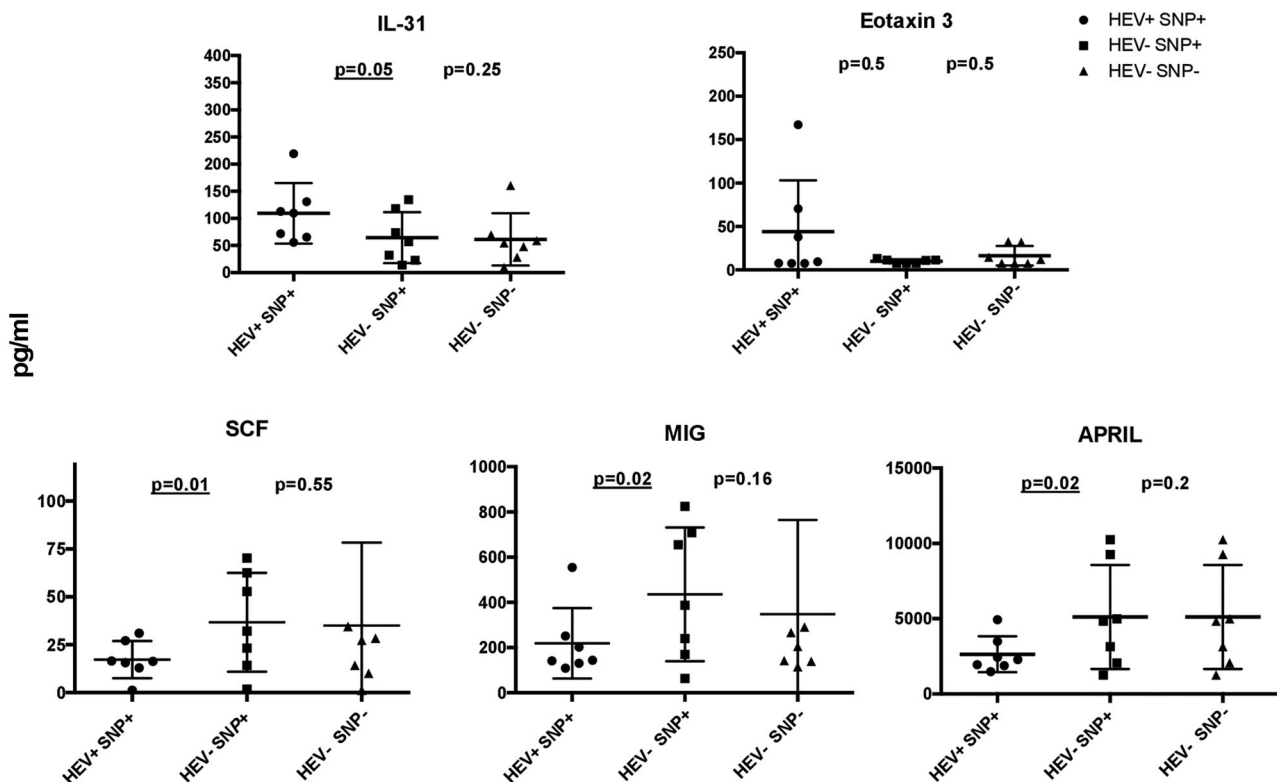 IL-31
400
350
300
250
200
150
100
50
0
p=0.05 p=0.25
HEV+ SNP+
HEV- SNP+
HEV- SNP-
Eotaxin 3
250
200
150
100
50
0
p=0.5 p=0.5
HEV+ SNP+
HEV- SNP+
HEV- SNP-
HEV+ SNP+
HEV- SNP+
HEV- SNP-
pg/ml
SCF
100
75
50
25
0
p=0.01 p=0.55
HEV+ SNP+
HEV- SNP+
HEV- SNP-
MIG
1000
800
600
400
200
0
p=0.02 p=0.16
HEV+ SNP+
HEV- SNP+
HEV- SNP-
APRIL
15000
10000
5000
0
p=0.02 p=0.2
HEV+ SNP+
HEV- SNP+
HEV- SNP-